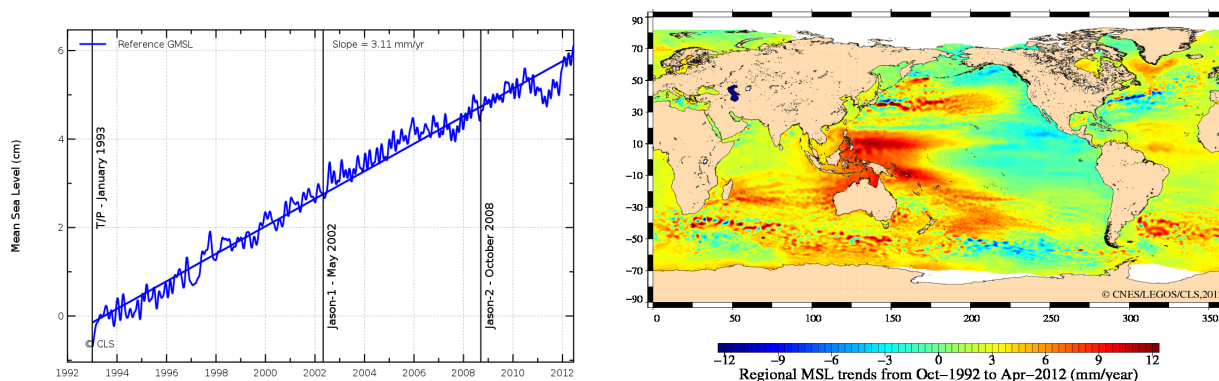 Reference GMSL
Slope = 3.11 mm/yr
Mean Sea Level (cm)
6
4
2
0
T/P - January 1993
Jason-1 - May 2002
Jason-2 - October 2008
© CLS
1992 1994 1996 1998 2000 2002 2004 2006 2008 2010 2012
90
70
50
30
10
−10
−30
−50
−70
−90
© CNES/LEGOS/CLS,201
0 50 100 150 200 250 300 350
−12 −9 −6 −3 0 3 6 9 12
Regional MSL trends from Oct−1992 to Apr−2012 (mm/year)